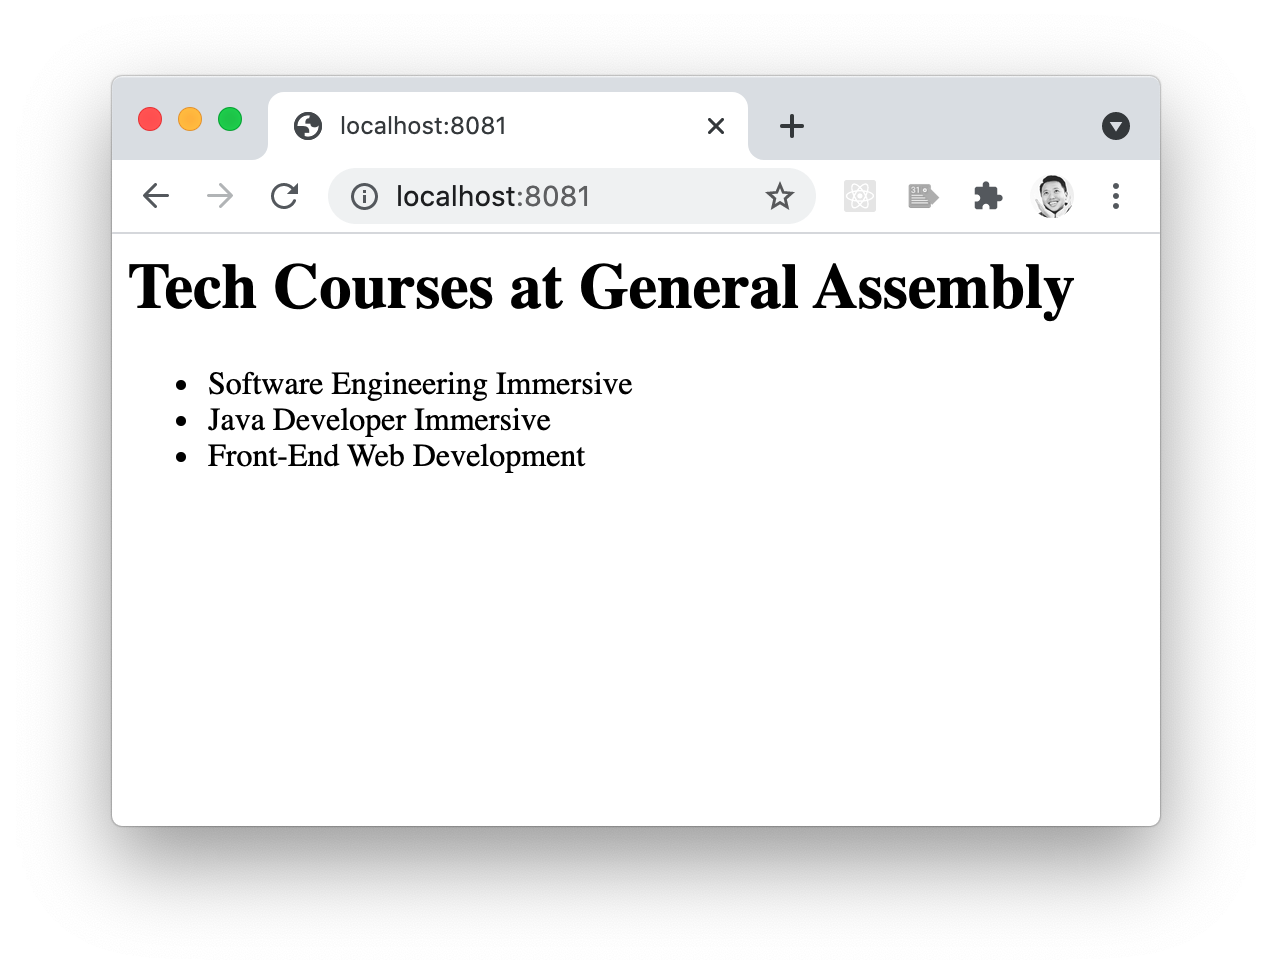 localhost:8081
localhost:8081
31
Tech Courses at General Assembly
Software Engineering Immersive
Java Developer Immersive
Front-End Web Development